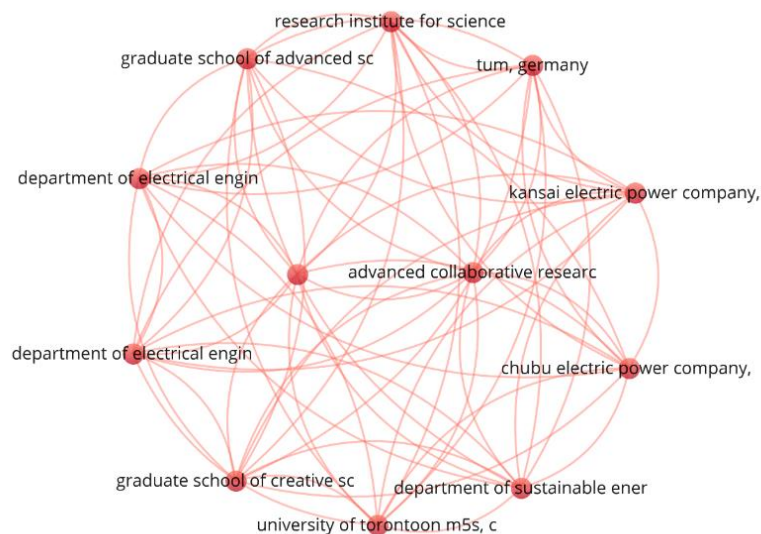 research institute for science
graduate school of advanced sc
tum, germany
department of electrical engin
kansai electric power company,
advanced collaborative researc
department of electrical engin
chubu electric power company,
graduate school of creative sc
department of sustainable ener
university of torontoon m5s, c